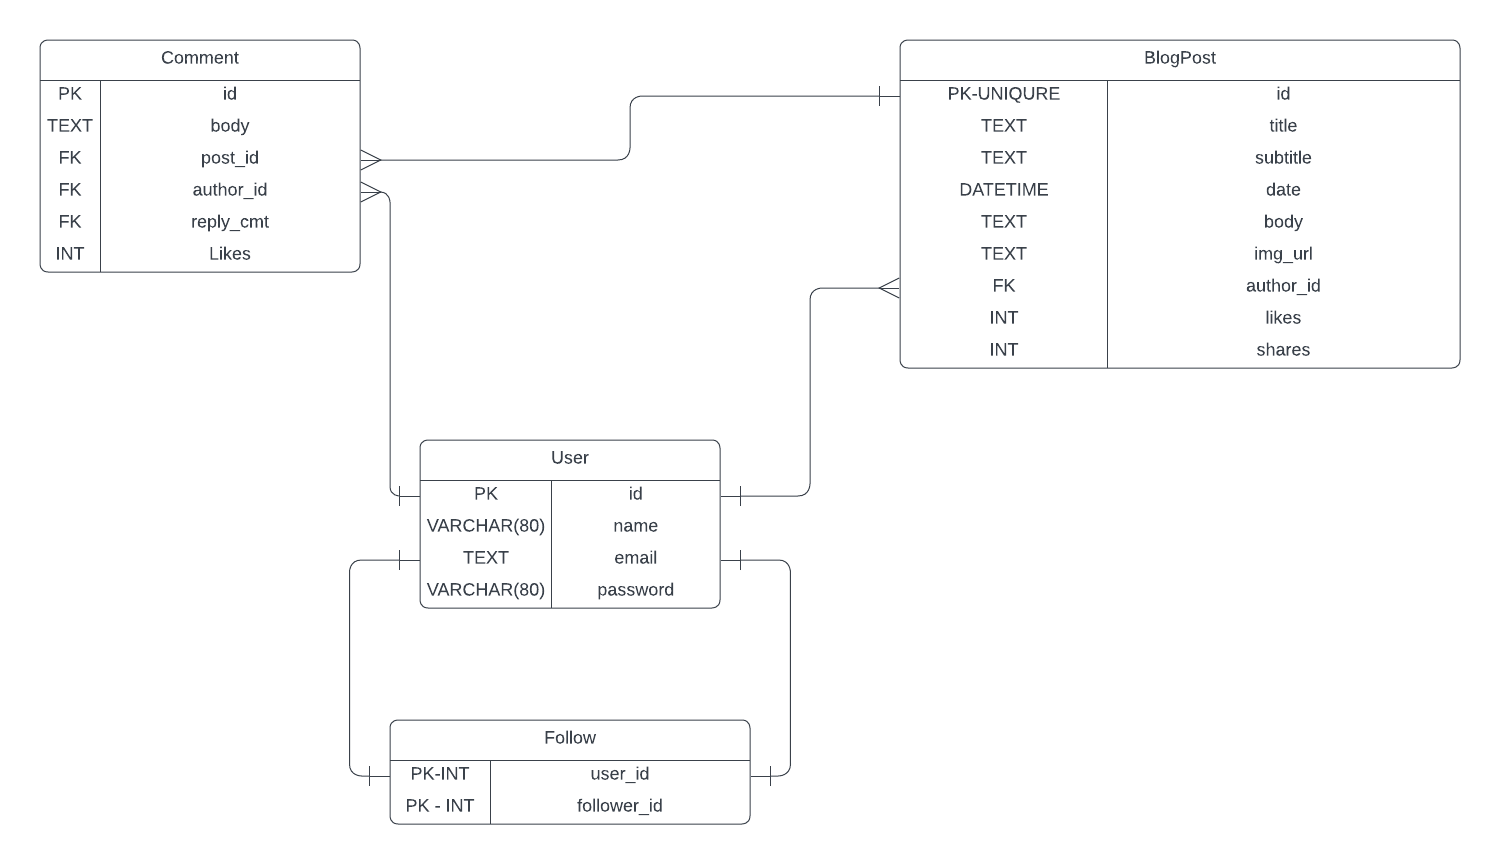 Comment
PK id
TEXT body
FK post_id
FK author_id
FK reply_cmt
INT Likes
BlogPost
PK-UNIQURE id
TEXT title
TEXT subtitle
DATETIME date
TEXT body
TEXT img_url
FK author_id
INT likes
INT shares
User
PK id
VARCHAR(80) name
TEXT email
VARCHAR(80) password
Follow
PK-INT user_id
PK - INT follower_id